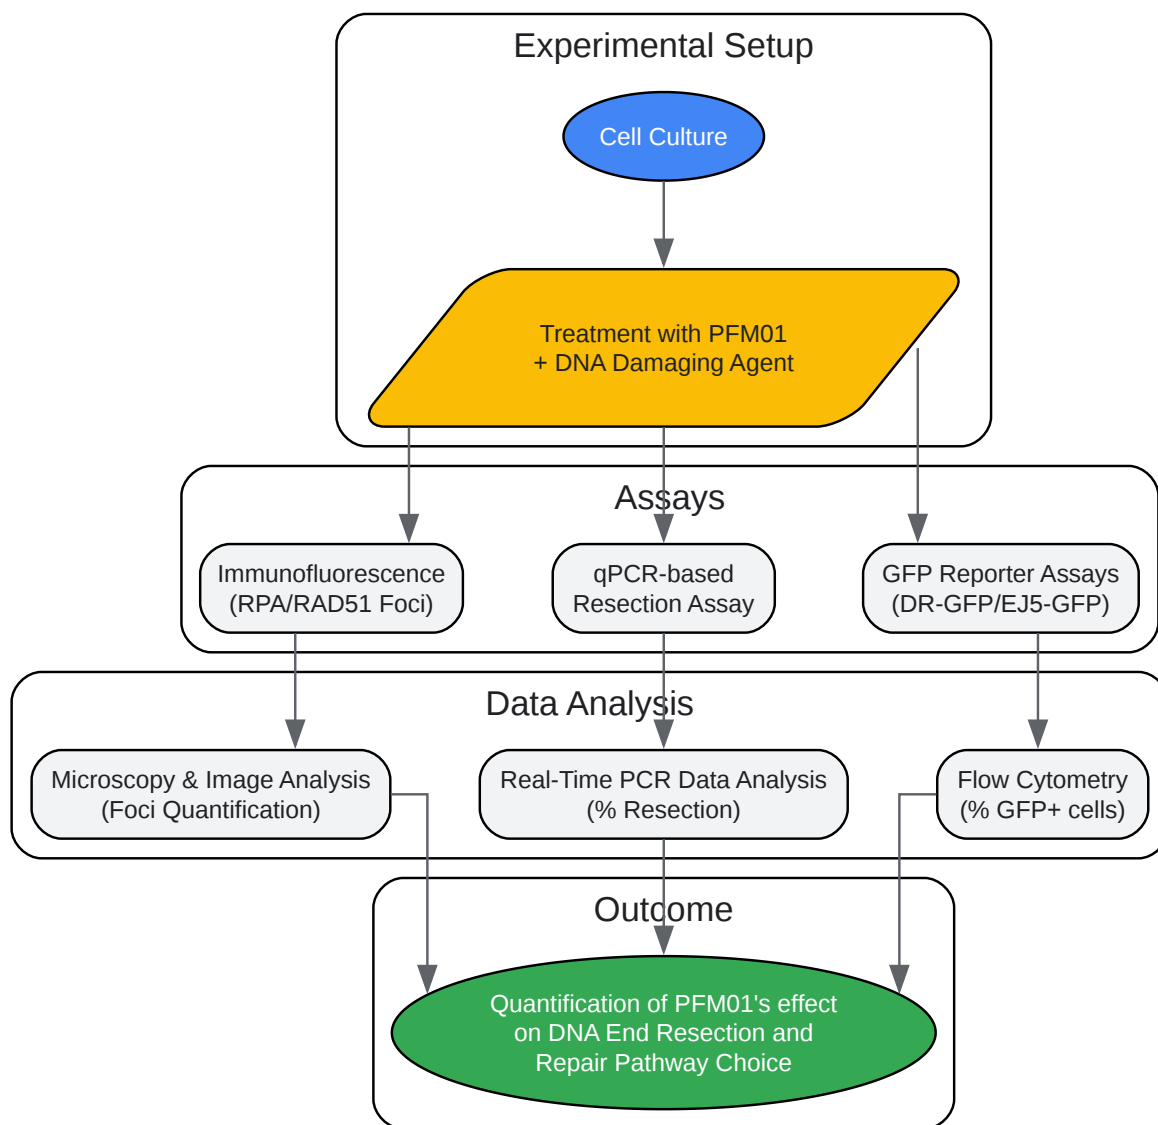 Experimental Setup
Cell Culture
Treatment with PFM01
+ DNA Damaging Agent
Assays
Immunofluorescence
(RPA/RAD51 Foci)
qPCR-based
Resection Assay
GFP Reporter Assays
(DR-GFP/EJ5-GFP)
Data Analysis
Microscopy & Image Analysis
(Foci Quantification)
Real-Time PCR Data Analysis
(% Resection)
Flow Cytometry
(% GFP+ cells)
Outcome
Quantification of PFM01's effect
on DNA End Resection and
Repair Pathway Choice